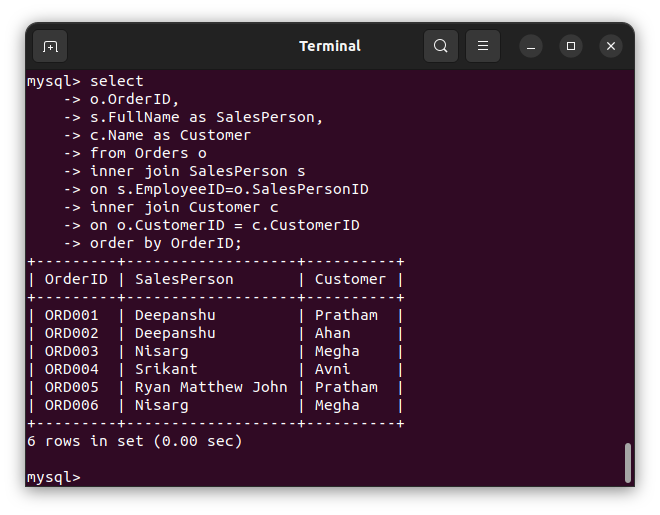 Terminal
mysql> select
    -> o.OrderID,
    -> s.FullName as SalesPerson,
    -> c.Name as Customer
    -> from Orders o
    -> inner join SalesPerson s
    -> on s.EmployeeID=o.SalesPersonID
    -> inner join Customer c
    -> on o.CustomerID = c.CustomerID
    -> order by OrderID;
+---------+-------------------+----------+
| OrderID | SalesPerson       | Customer |
+---------+-------------------+----------+
| ORD001  | Deepanshu         | Pratham  |
| ORD002  | Deepanshu         | Ahan     |
| ORD003  | Nisarg            | Megha    |
| ORD004  | Srikant           | Avni     |
| ORD005  | Ryan Matthew John | Pratham  |
| ORD006  | Nisarg            | Megha    |
+---------+-------------------+----------+
6 rows in set (0.00 sec)
mysql>